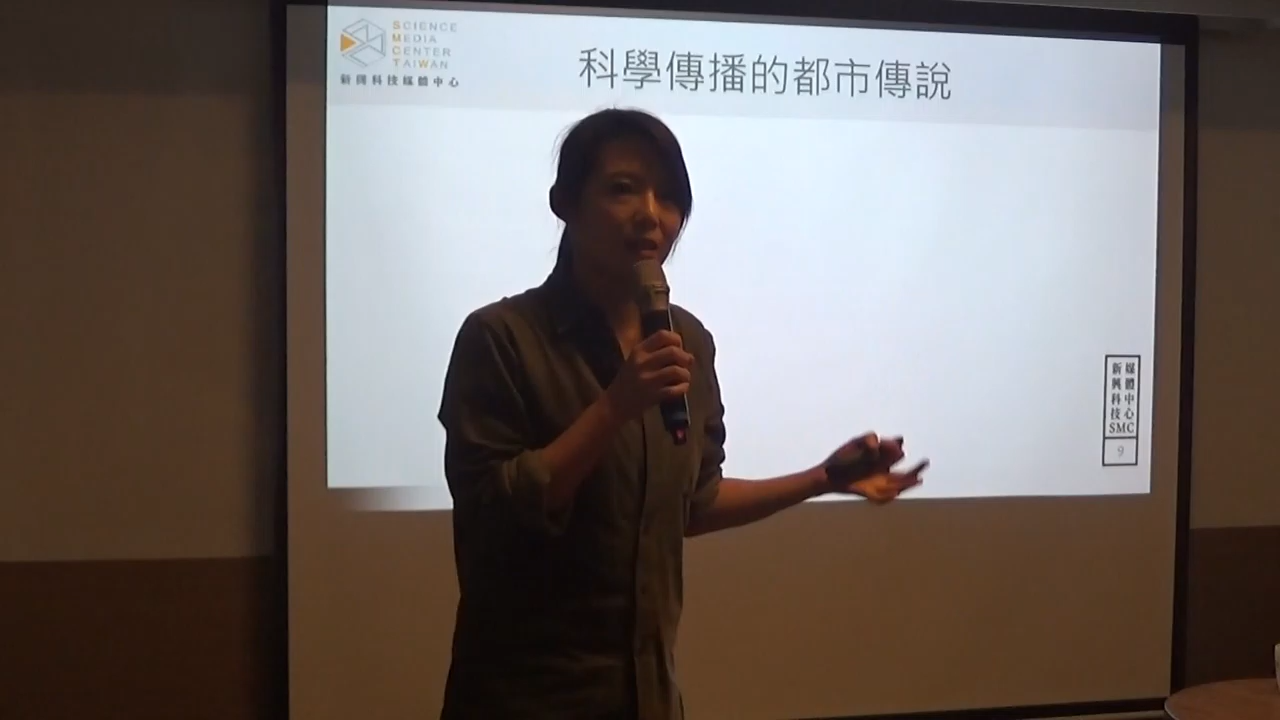 SCIENCE
MEDIA
CENTER
TAIWAN
新興科技媒體中心
科學傳播的都市傳說
新興科技
媒體中心
SMC
9